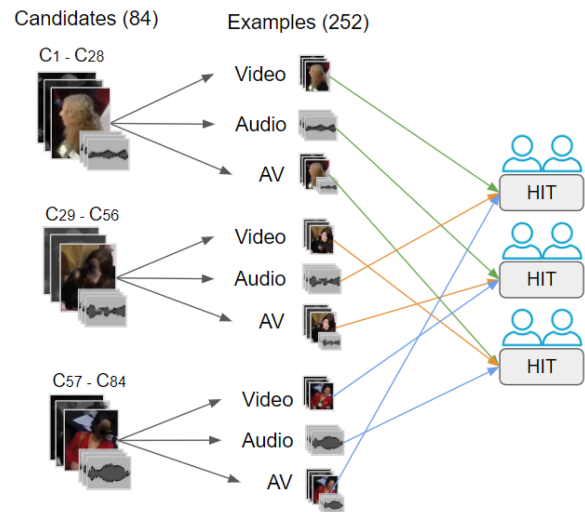 Candidates (84)
Examples (252)
C1 - C28
Video
Audio
AV
C29 - C56
Video
Audio
AV
C57 - C84
Video
Audio
AV
HIT
HIT
HIT